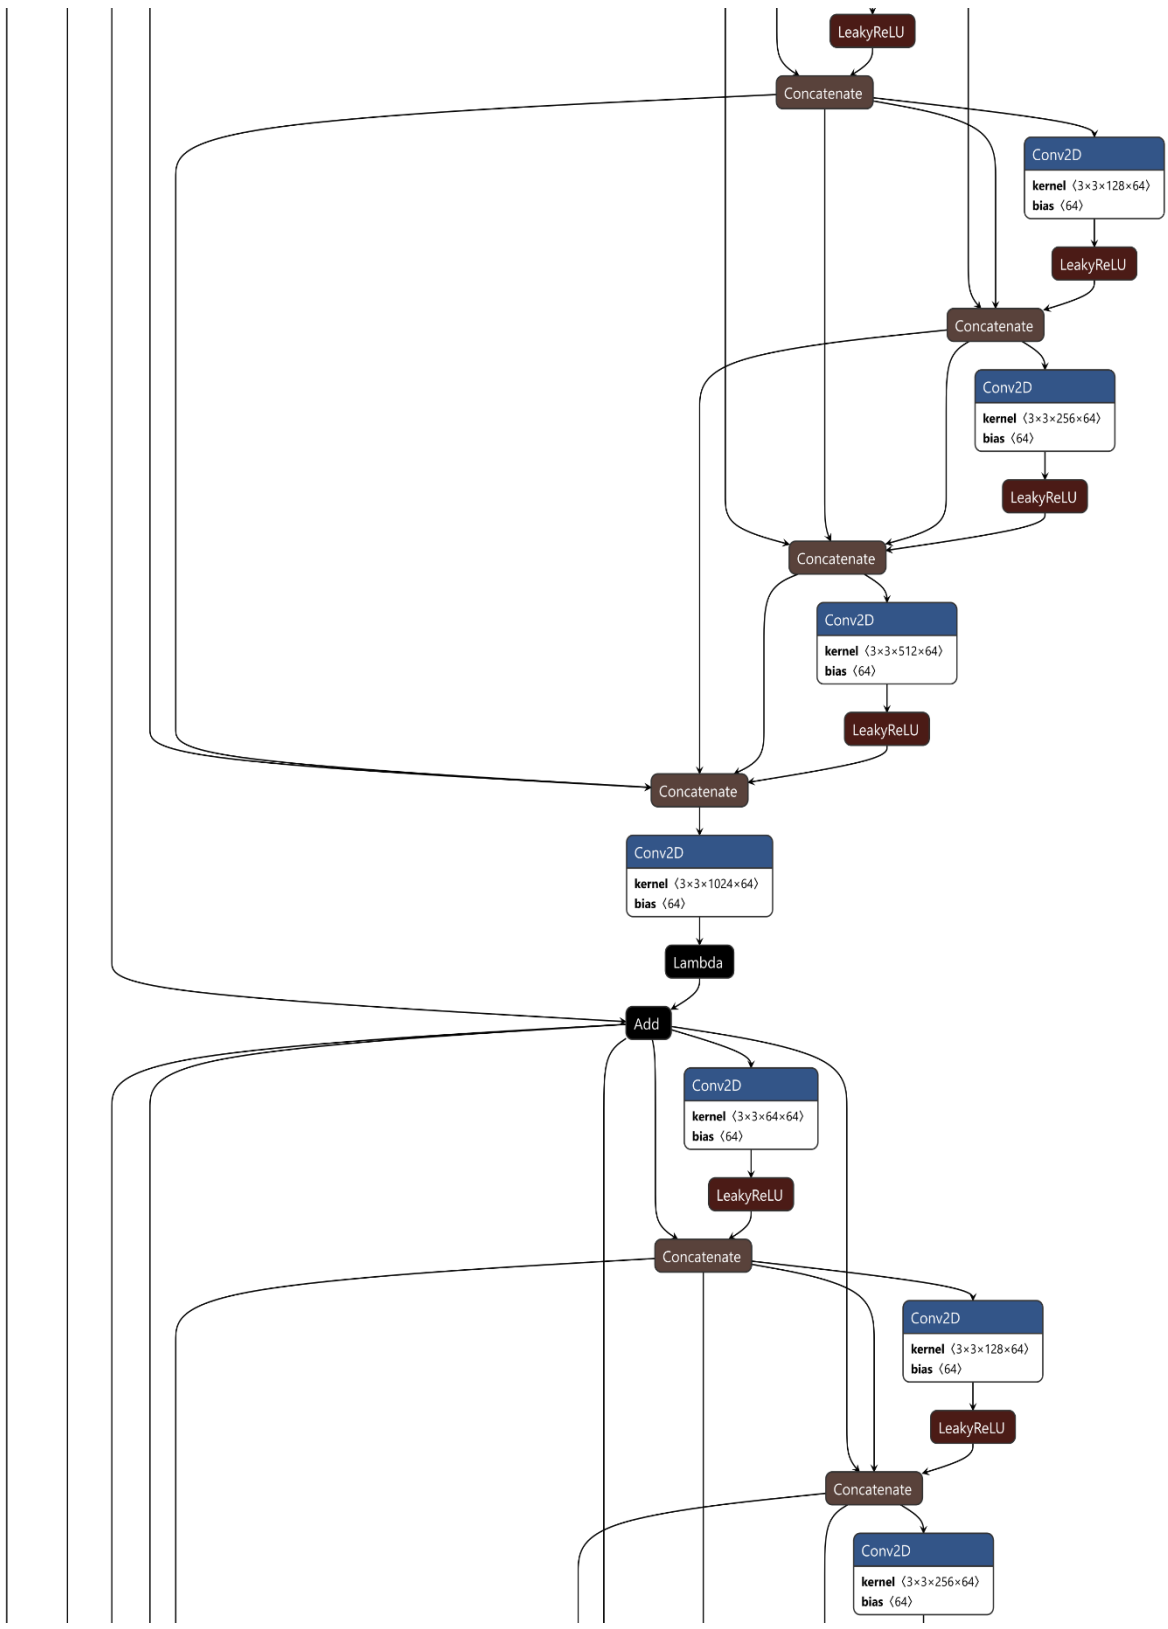 LeakyReLU
Concatenate
Conv2D
kernel〈3×3×128×64〉
bias〈64〉
LeakyReLU
Concatenate
Conv2D
kernel〈3×3×256×64〉
bias〈64〉
LeakyReLU
Concatenate
Conv2D
kernel〈3×3×512×64〉
bias〈64〉
LeakyReLU
Concatenate
Conv2D
kernel〈3×3×1024×64〉
bias〈64〉
Lambda
Add
Conv2D
kernel〈3×3×64×64〉
bias〈64〉
LeakyReLU
Concatenate
Conv2D
kernel〈3×3×128×64〉
bias〈64〉
LeakyReLU
Concatenate
Conv2D
kernel〈3×3×256×64〉
bias〈64〉